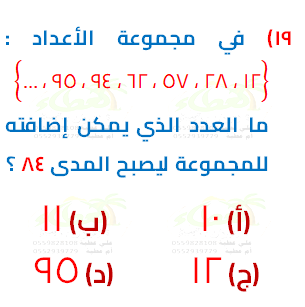 ١٩) في مجموعة الأعداد :
{١٢ ، ٢٨ ، ٥٧ ، ٦٢ ، ٩٤ ، ٩٥ ، ...}
ما العدد الذي يمكن إضافته
للمجموعة ليصبح المدى ٨٤ ؟
(أ) ١٠ (ب) ١١
(ج) ١٢ (د) ٩٥